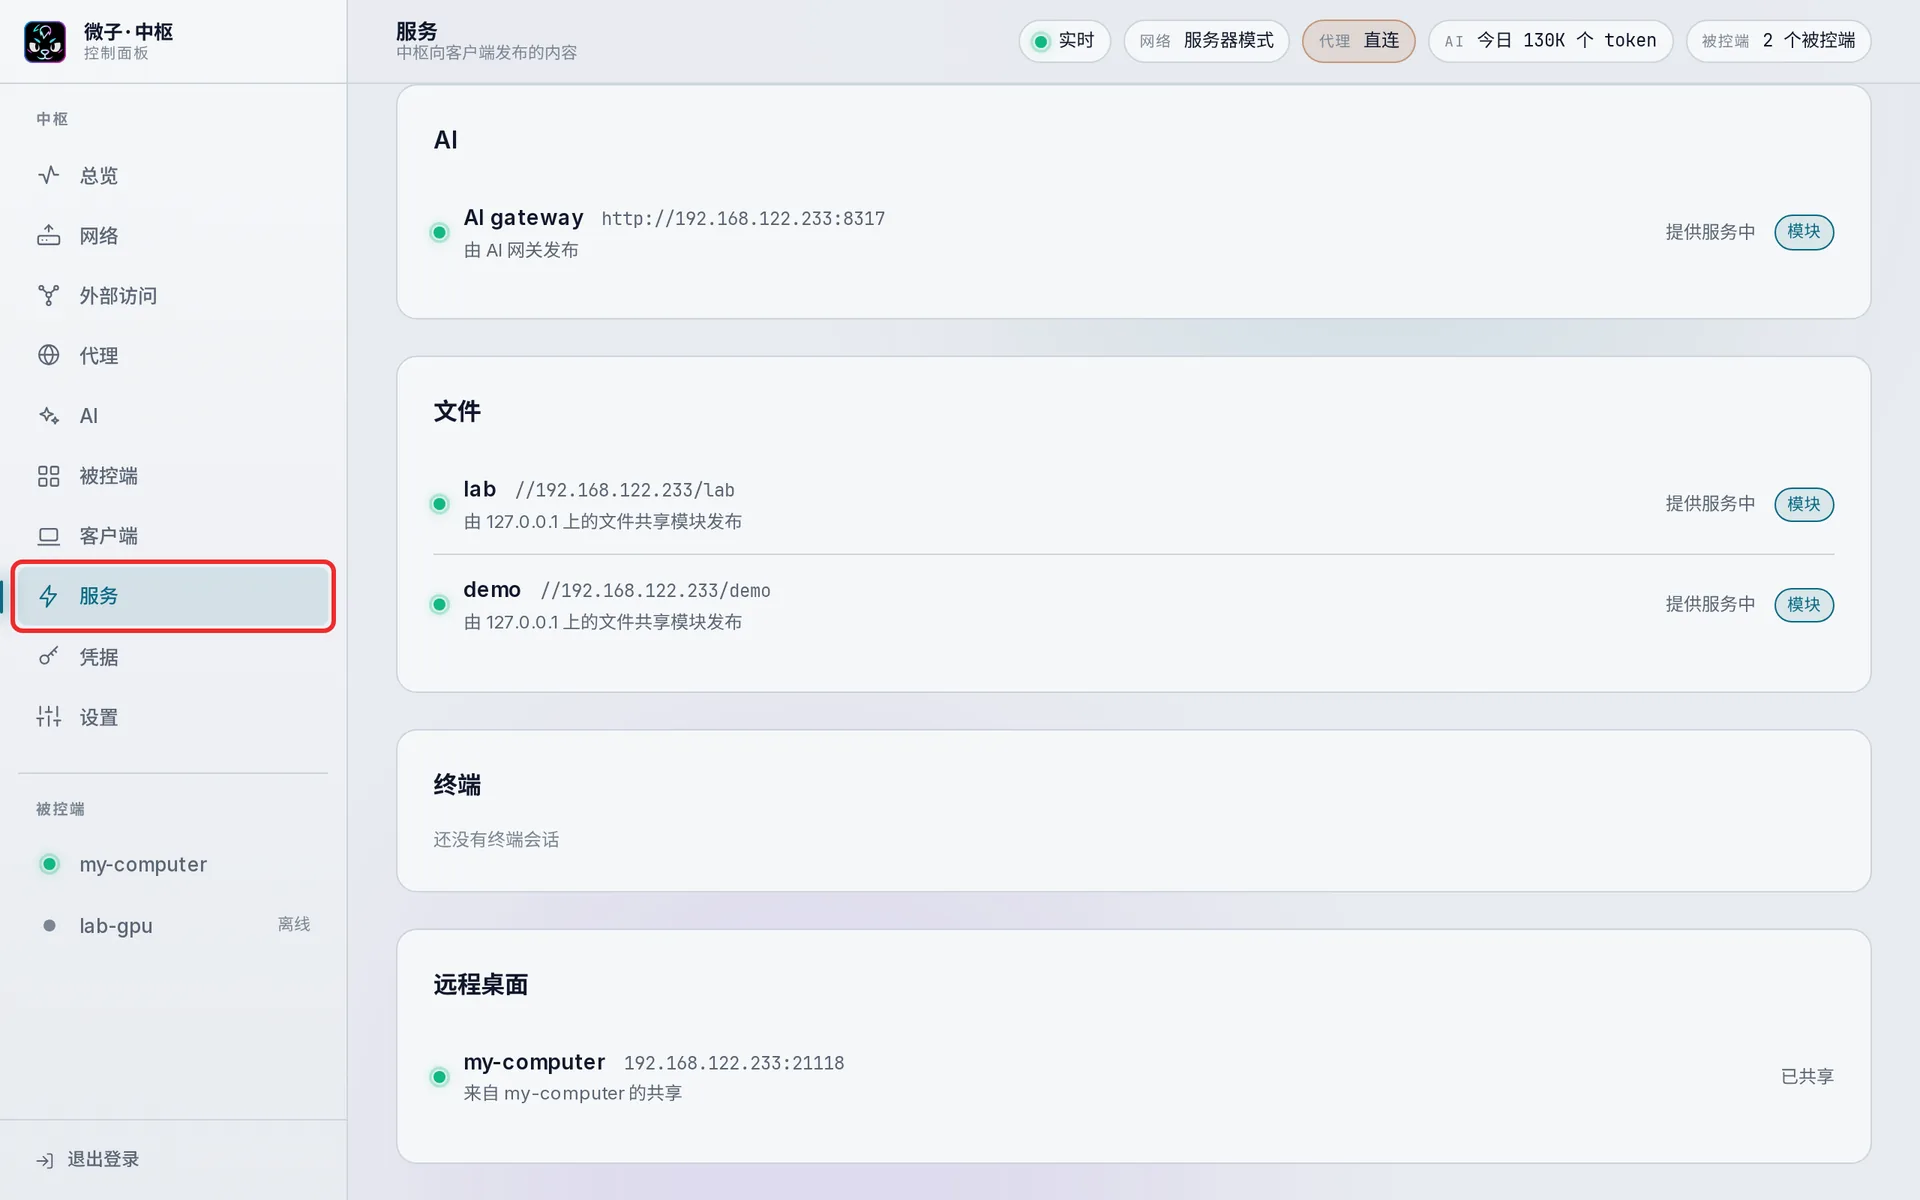 微子·中枢
控制面板
中枢
总览
网络
外部访问
代理
AI
被控端
客户端
服务
凭据
设置
被控端
my-computer
lab-gpu 离线
退出登录
服务
中枢向客户端发布的内容
实时
网络 服务器模式
代理 直连
AI 今日 130K 个 token
被控端 2 个被控端
AI
AI gateway http://192.168.122.233:8317
由 AI 网关发布
提供服务中 模块
文件
lab //192.168.122.233/lab
由 127.0.0.1 上的文件共享模块发布
提供服务中 模块
demo //192.168.122.233/demo
由 127.0.0.1 上的文件共享模块发布
提供服务中 模块
终端
还没有终端会话
远程桌面
my-computer 192.168.122.233:21118
来自 my-computer 的共享
已共享